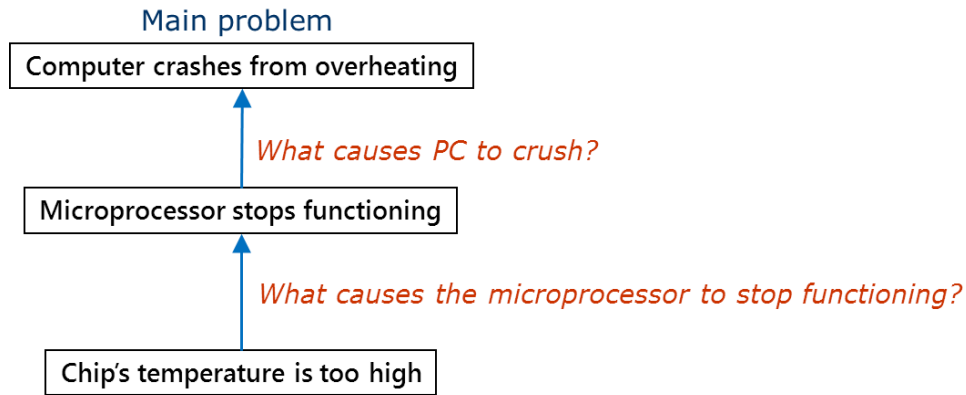 Main problem
Computer crashes from overheating
What causes PC to crush?
Microprocessor stops functioning
What causes the microprocessor to stop functioning?
Chip's temperature is too high